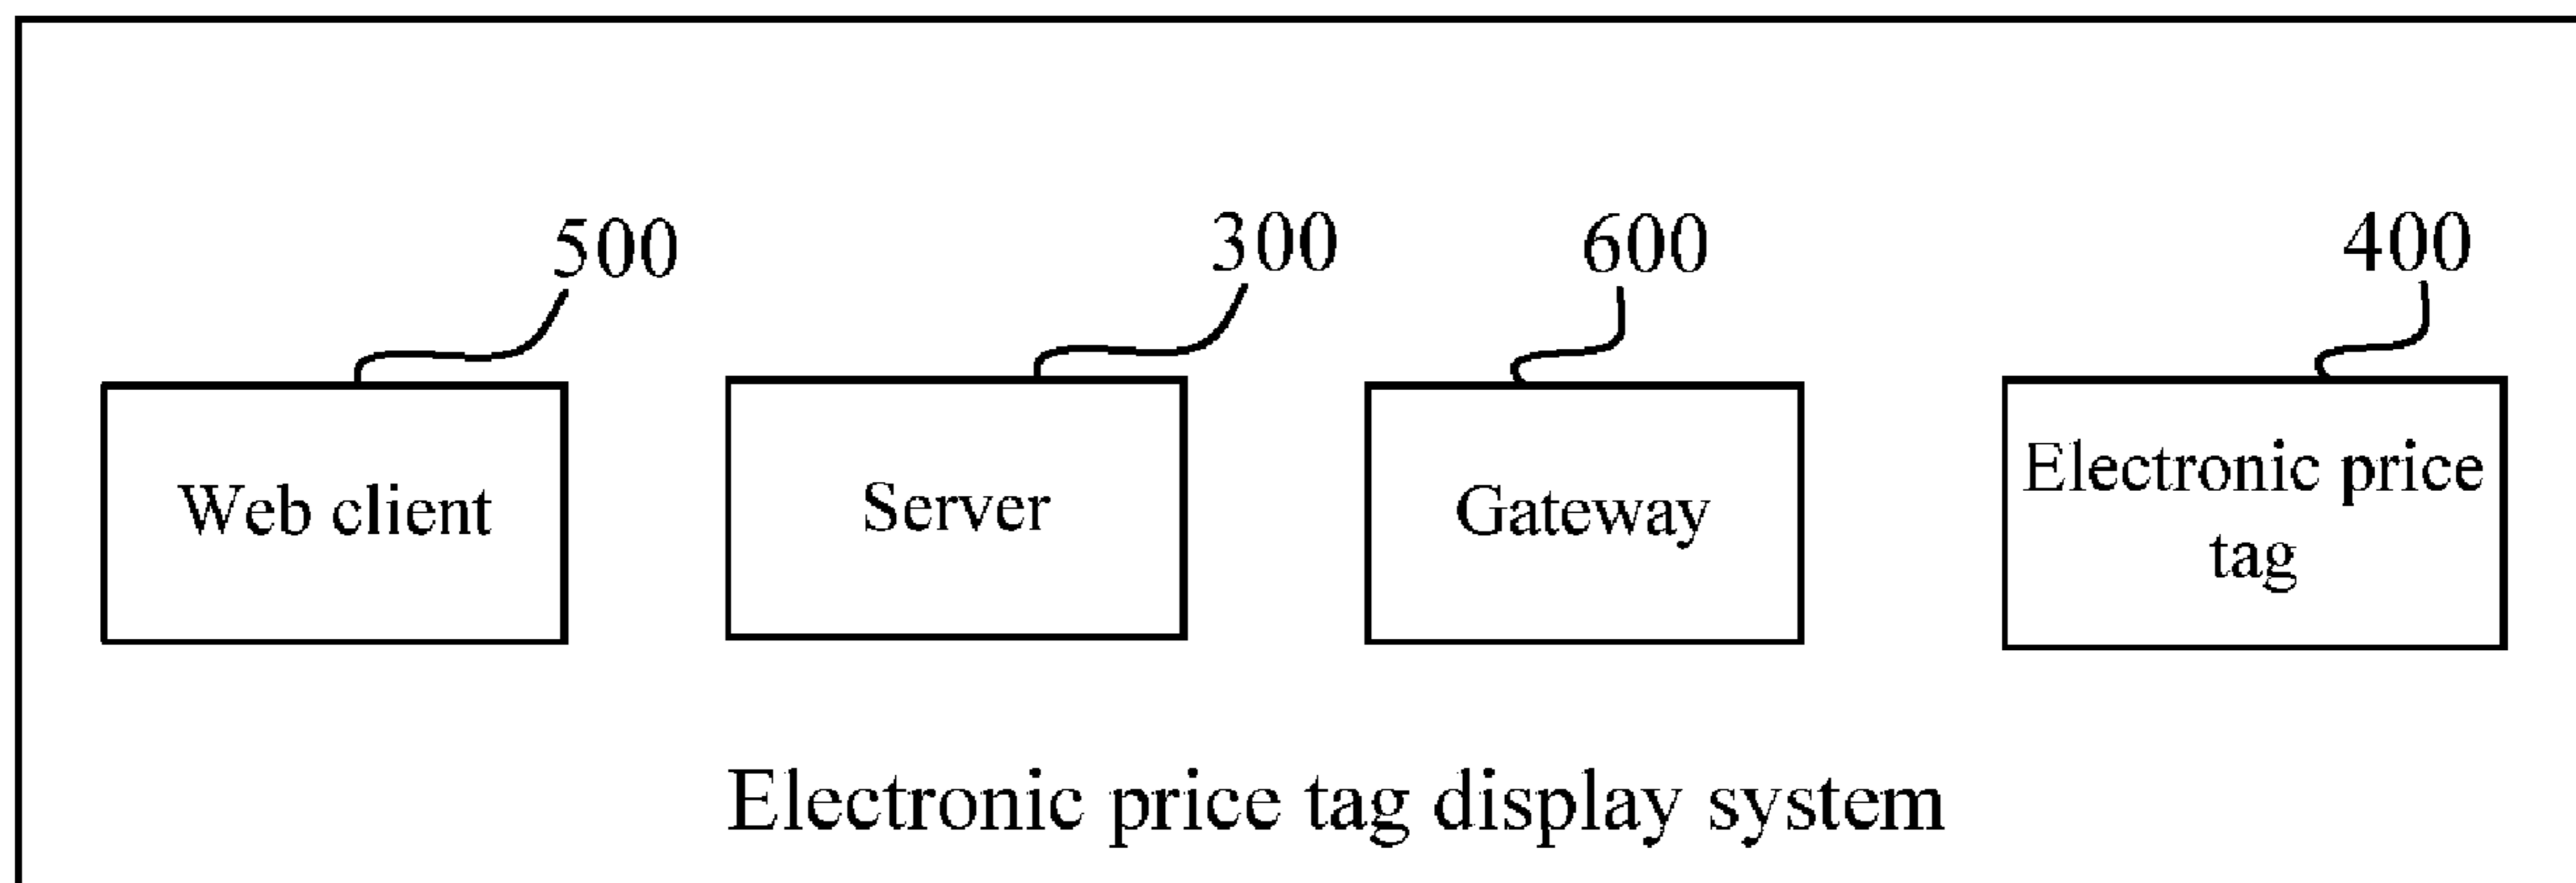 500
300
600
400
Web client
Server
Gateway
Electronic price
tag
Electronic price tag display system